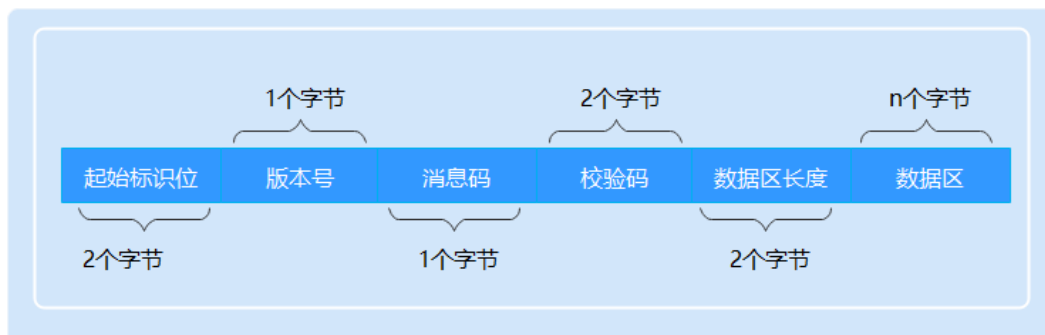 1个字节 2个字节 n个字节
起始标识位 版本号 消息码 校验码 数据区长度 数据区
2个字节 1个字节 2个字节